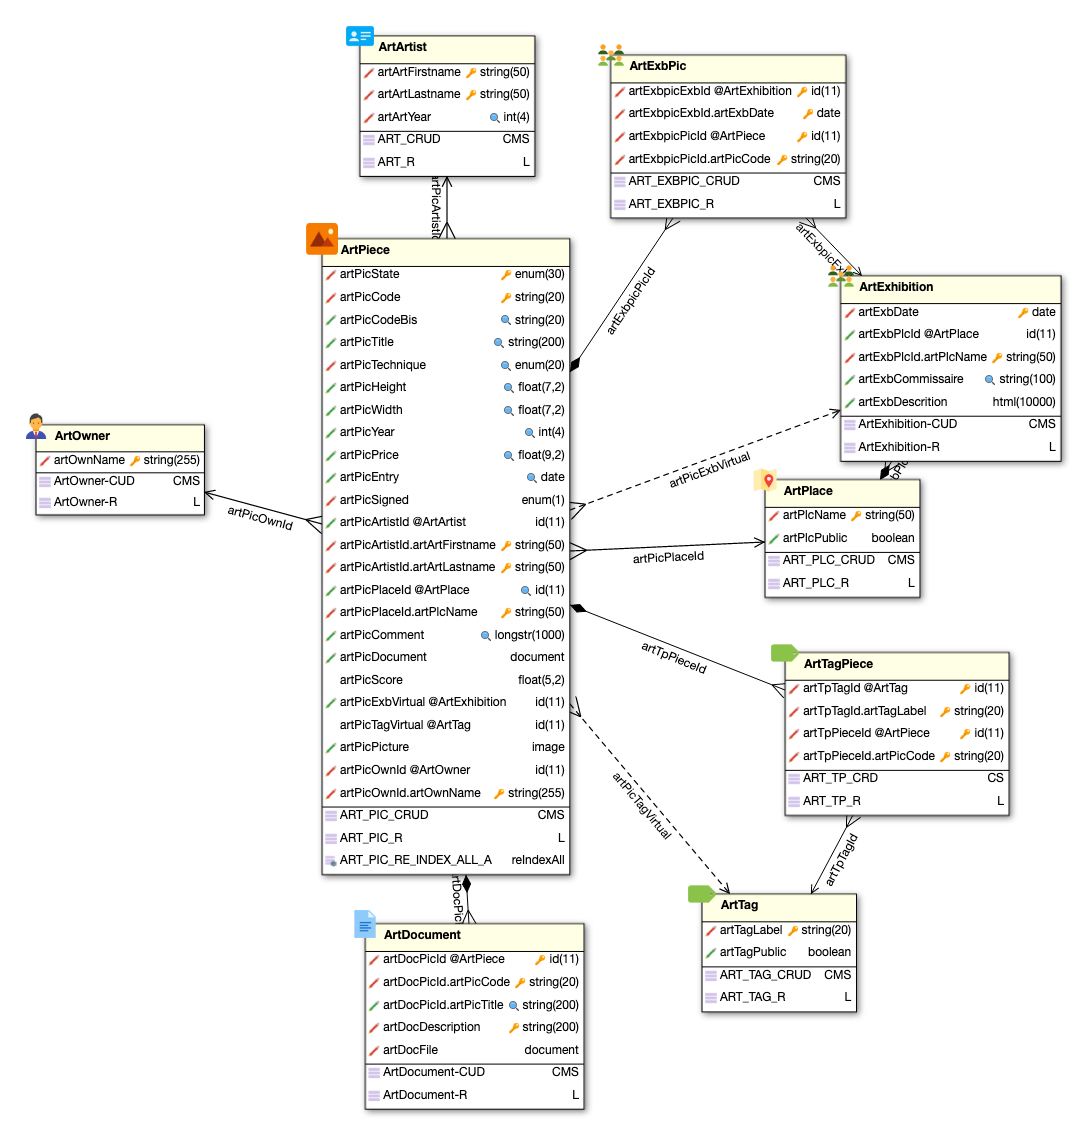 ArtArtist
artArtFirstname string(50)
artArtLastname string(50)
artArtYear int(4)
ART_CRUD CMS
ART_R L
ArtExbPic
artExbpicExbId @ArtExhibition id(11)
artExbpicExbId.artExbDate date
artExbpicPicId @ArtPiece id(11)
artExbpicPicId.artPicCode string(20)
ART_EXBPIC_CRUD CMS
ART_EXBPIC_R L
ArtPiece
artPicState enum(30)
artPicCode string(20)
artPicCodeBis string(20)
artPicTitle string(200)
artPicTechnique enum(20)
artPicHeight float(7,2)
artPicWidth float(7,2)
artPicYear int(4)
artPicPrice float(9,2)
artPicEntry date
artPicSigned enum(1)
artPicArtistId @ArtArtist id(11)
artPicArtistId.artArtFirstname string(50)
artPicArtistId.artArtLastname string(50)
artPicPlaceId @ArtPlace id(11)
artPicPlaceId.artPlcName string(50)
artPicComment longstr(1000)
artPicDocument document
artPicScore float(5,2)
artPicExbVirtual @ArtExhibition id(11)
artPicTagVirtual @ArtTag id(11)
artPicPicture image
artPicOwnId @ArtOwner id(11)
artPicOwnId.artOwnName string(255)
ART_PIC_CRUD CMS
ART_PIC_R L
ART_PIC_RE_INDEX_ALL_A reIndexAll
artExbpicPicId
ArtExhibition
artExbDate date
artExbPlcId @ArtPlace id(11)
artExbPlcId.artPlcName string(50)
artExbCommissaire string(100)
artExbDescrition html(10000)
ArtExhibition-CUD CMS
ArtExhibition-R L
ArtOwner
artOwnName string(255)
ArtOwner-CUD CMS
ArtOwner-R L
artPicOwnId
artPicExbVirtual
ArtPlace
artPlcName string(50)
artPlcPublic boolean
ART_PLC_CRUD CMS
ART_PLC_R L
artPicPlaceId
artTpPieceId
ArtTagPiece
artTpTagId @ArtTag id(11)
artTpTagId.artTagLabel string(20)
artTpPieceId @ArtPiece id(11)
artTpPieceId.artPicCode string(20)
ART_TP_CRD CS
ART_TP_R L
artPicTagVirtual
artTpTagId
ArtTag
artTagLabel string(20)
artTagPublic boolean
ART_TAG_CRUD CMS
ART_TAG_R L
ArtDocument
artDocPicId @ArtPiece id(11)
artDocPicId.artPicCode string(20)
artDocPicId.artPicTitle string(200)
artDocDescription string(200)
artDocFile document
ArtDocument-CUD CMS
ArtDocument-R L